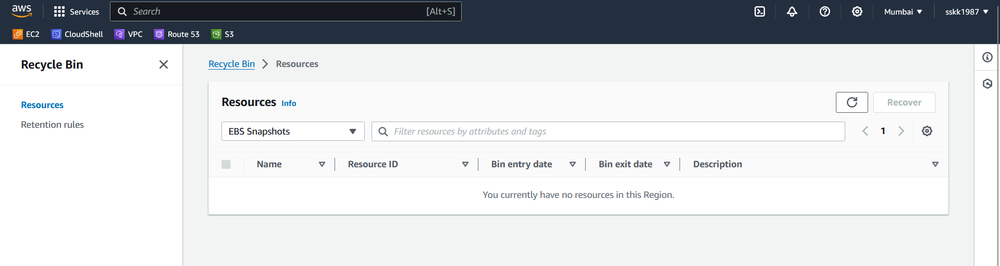 aws
Services
Search
[Alt+S]
Mumbai
sskk1987
EC2
CloudShell
VPC
Route 53
S3
Recycle Bin
Resources
Retention rules
Recycle Bin
Resources
Resources
Info
Recover
EBS Snapshots
Filter resources by attributes and tags
1
Name
Resource ID
Bin entry date
Bin exit date
Description
You currently have no resources in this Region.